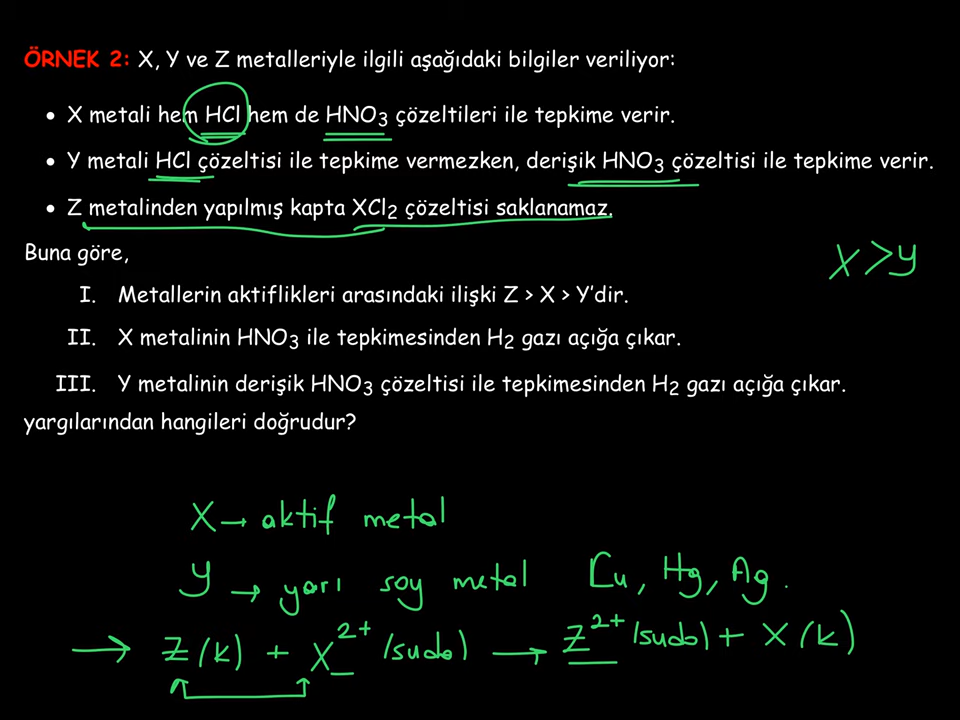 ÖRNEK 2: X, Y ve Z metalleriyle ilgili aşağıdaki bilgiler veriliyor:
• X metali hem HCl hem de HNO3 çözeltileri ile tepkime verir.
• Y metali HCl çözeltisi ile tepkime vermezken, derişik HNO3 çözeltisi ile tepkime verir.
• Z metalinden yapılmış kapta XCl2 çözeltisi saklanamaz.
Buna göre,
X > Y
I. Metallerin aktiflikleri arasındaki ilişki Z > X > Y'dir.
II. X metalinin HNO3 ile tepkimesinden H2 gazı açığa çıkar.
III. Y metalinin derişik HNO3 çözeltisi ile tepkimesinden H2 gazı açığa çıkar.
yargılarından hangileri doğrudur?
X → aktif metal
Y → yarı soy metal Cu, Hg, Ag.
→ Z(k) + X2+ (suda) → Z2+ (suda) + X(k)